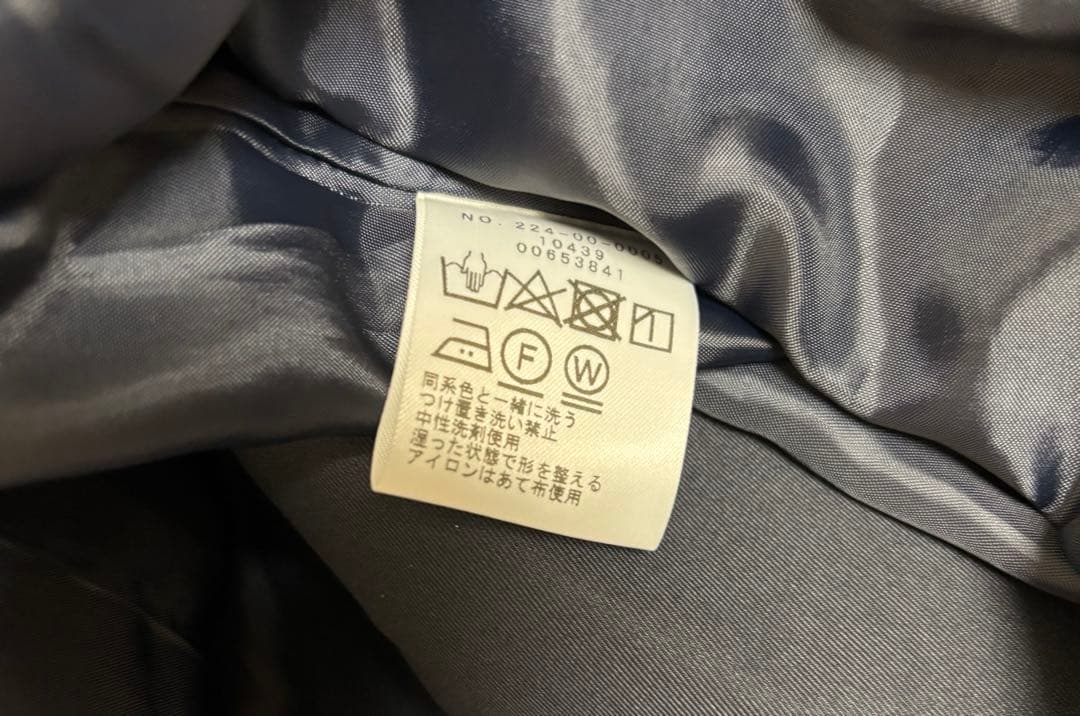 NO. 224-00-0005
10439
00653841
F W
同系色と一緒に洗う
つけ置き洗い禁止
中性洗剤使用
湿った状態で形を整える
アイロンはあて布使用